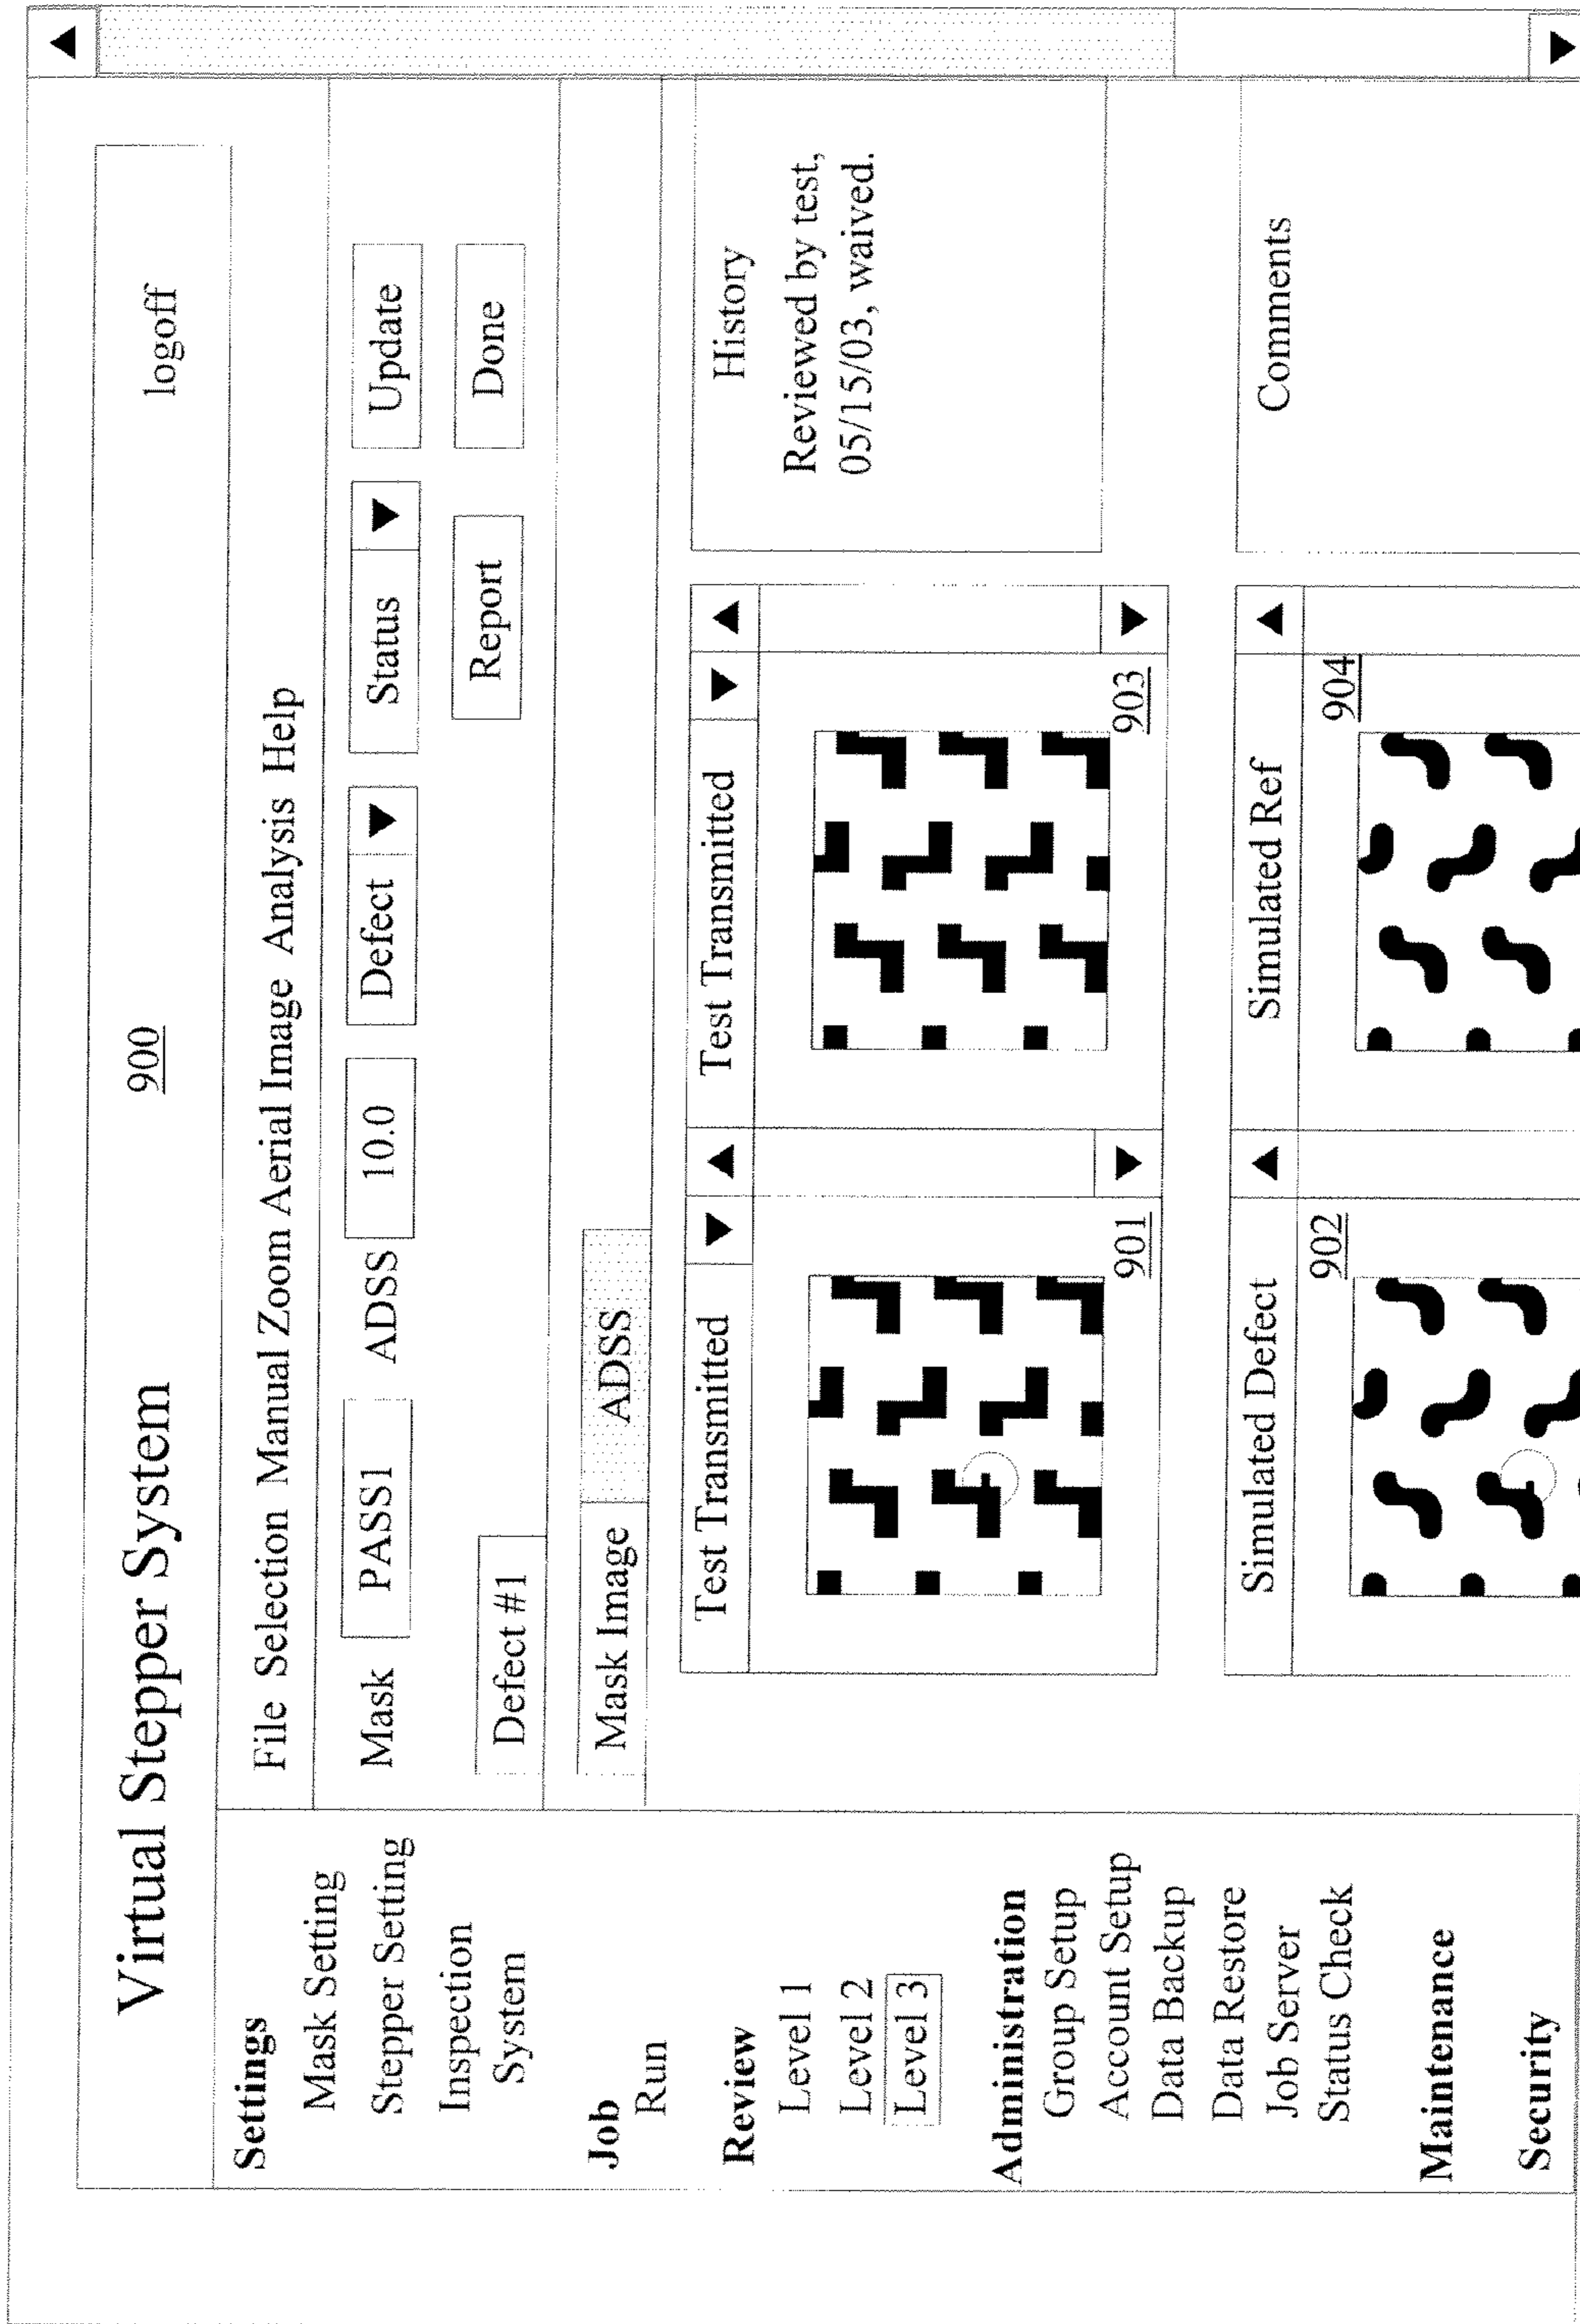 Virtual Stepper System
900
logoff
File Selection Manual Zoom Aerial Image Analysis Help
Mask PASS1 ADSS 10.0 Defect Status Update
Defect #1
Report Done
Mask Image ADSS
Settings
Mask Setting
Stepper Setting
Inspection
System
Job
Run
Review
Level 1
Level 2
Level 3
Administration
Group Setup
Account Setup
Data Backup
Data Restore
Job Server
Status Check
Maintenance
Security
Test Transmitted
901
Test Transmitted
903
History
Reviewed by test,
05/15/03, waived.
Simulated Defect
902
Simulated Ref
904
Comments